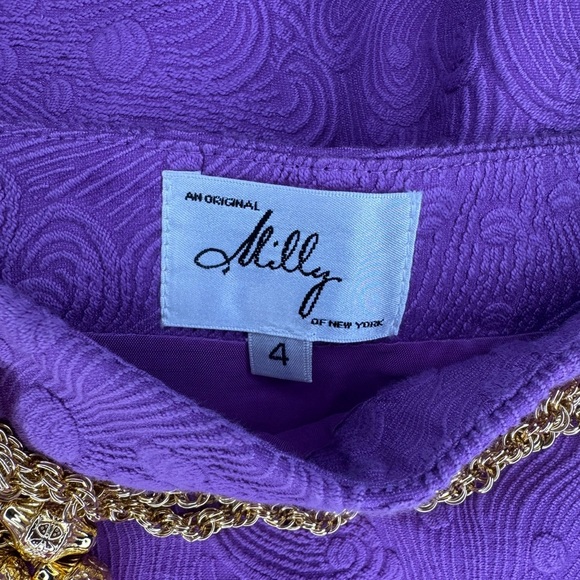 AN ORIGINAL
Milly
OF NEW YORK
4